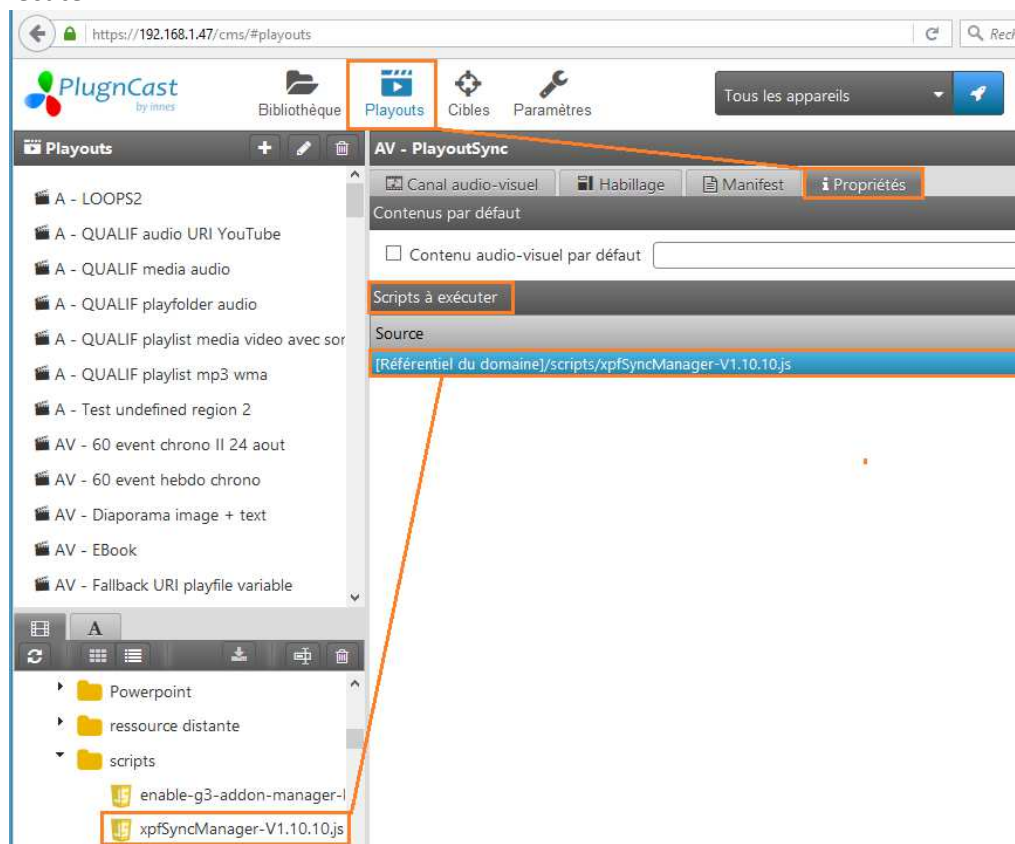 https://192.168.1.47/cms/#playouts
Rech
PlugnCast
by innes
Bibliothèque
Playouts
Cibles
Paramètres
Tous les appareils
Playouts
AV - PlayoutSync
A - LOOPS2
A - QUALIF audio URI YouTube
A - QUALIF media audio
A - QUALIF playfolder audio
A - QUALIF playlist media video avec sor
A - QUALIF playlist mp3 wma
A - Test undefined region 2
AV - 60 event chrono II 24 aout
AV - 60 event hebdo chrono
AV - Diaporama image + text
AV - EBook
AV - Fallback URI playfile variable
Canal audio-visuel
Habillage
Manifest
Propriétés
Contenus par défaut
Contenu audio-visuel par défaut
Scripts à exécuter
Source
[Référentiel du domaine]/scripts/xpfSyncManager-V1.10.10.js
A
Powerpoint
ressource distante
scripts
enable-g3-addon-manager-
xpfSyncManager-V1.10.10.js